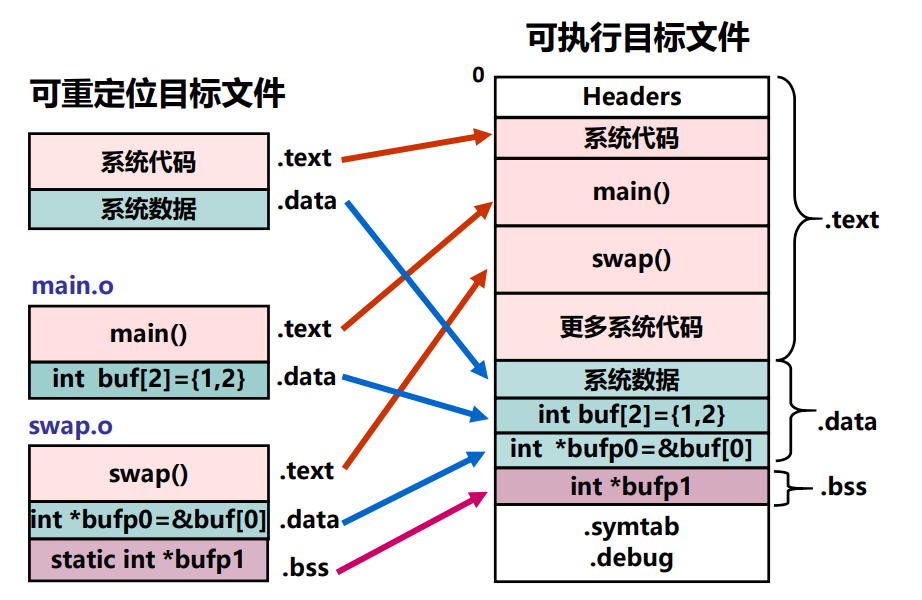 可重定位目标文件
系统代码
.text
系统数据
.data
main.o
main()
.text
int  buf[2]={1,2}
.data
swap.o
swap()
.text
int *bufp0=&buf[0]
.data
static int *bufp1
.bss
可执行目标文件
0
Headers
系统代码
main()
swap()
更多系统代码
.text
系统数据
int buf[2]={1,2}
int  *bufp0=&buf[0]
.data
int *bufp1
.bss
.symtab
.debug